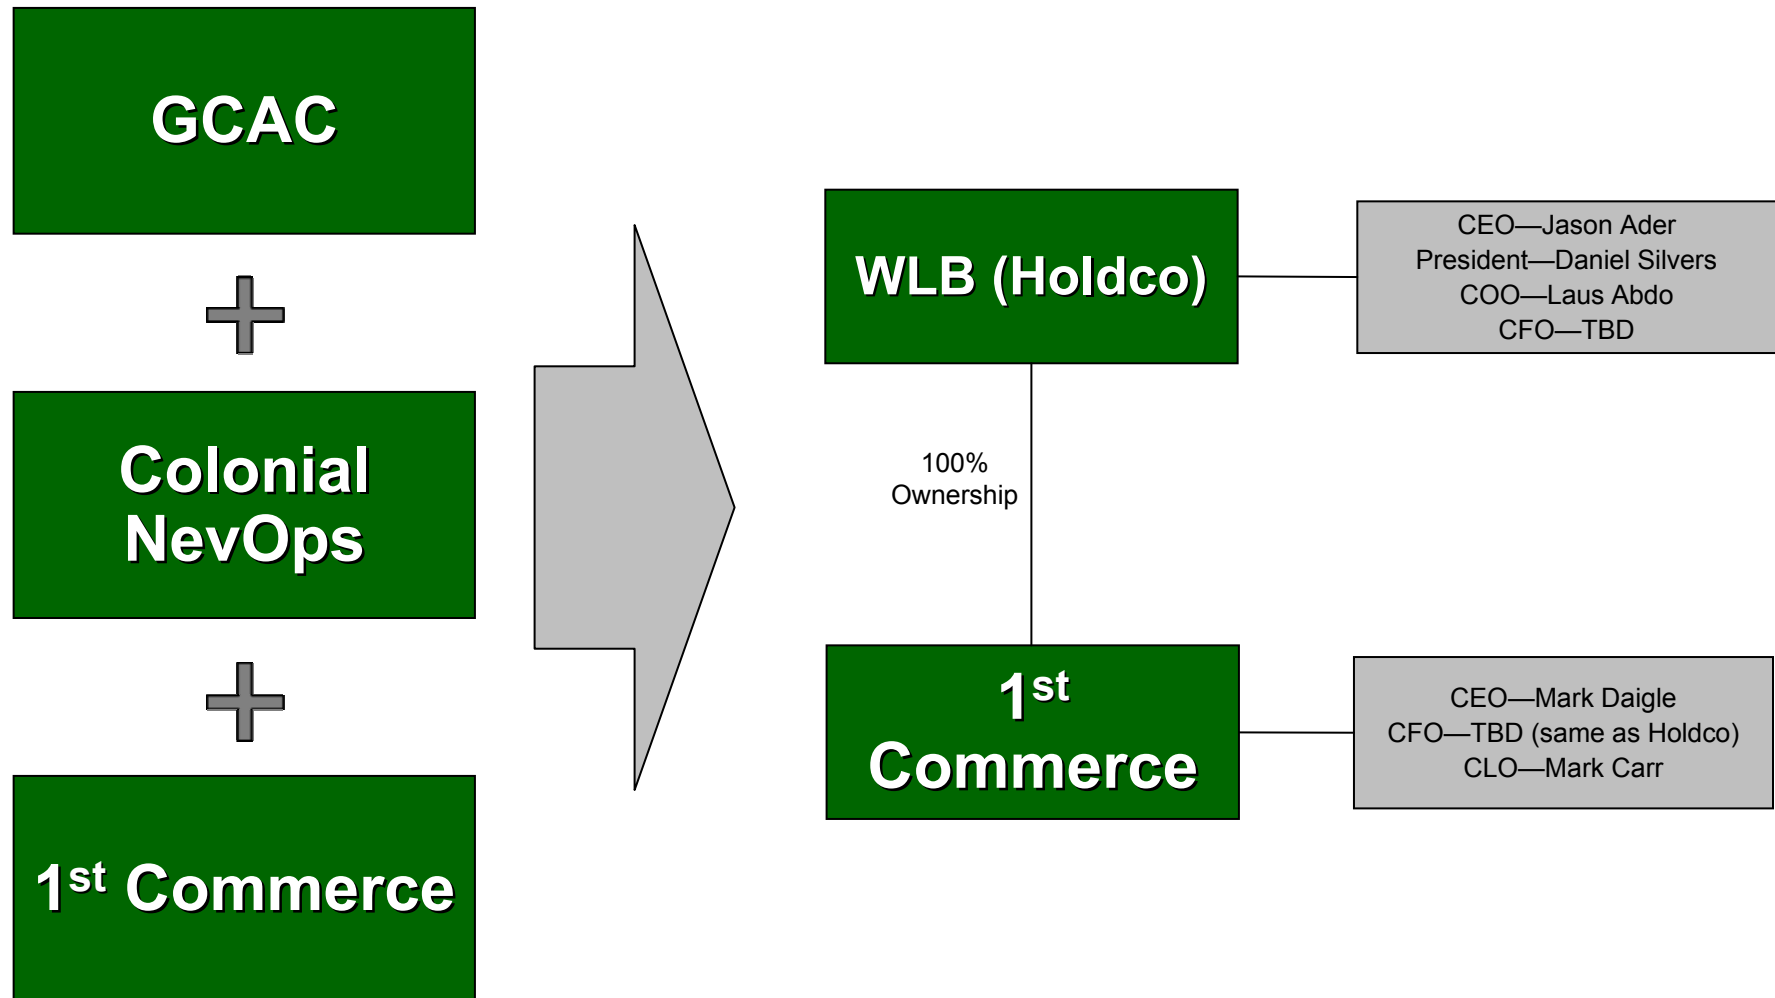 GCAC
Colonial
NevOps
1st Commerce
WLB (Holdco)
CEO—Jason Ader
President—Daniel Silvers
COO—Laus Abdo
CFO—TBD
100%
Ownership
1st
Commerce
CEO—Mark Daigle
CFO—TBD (same as Holdco)
CLO—Mark Carr